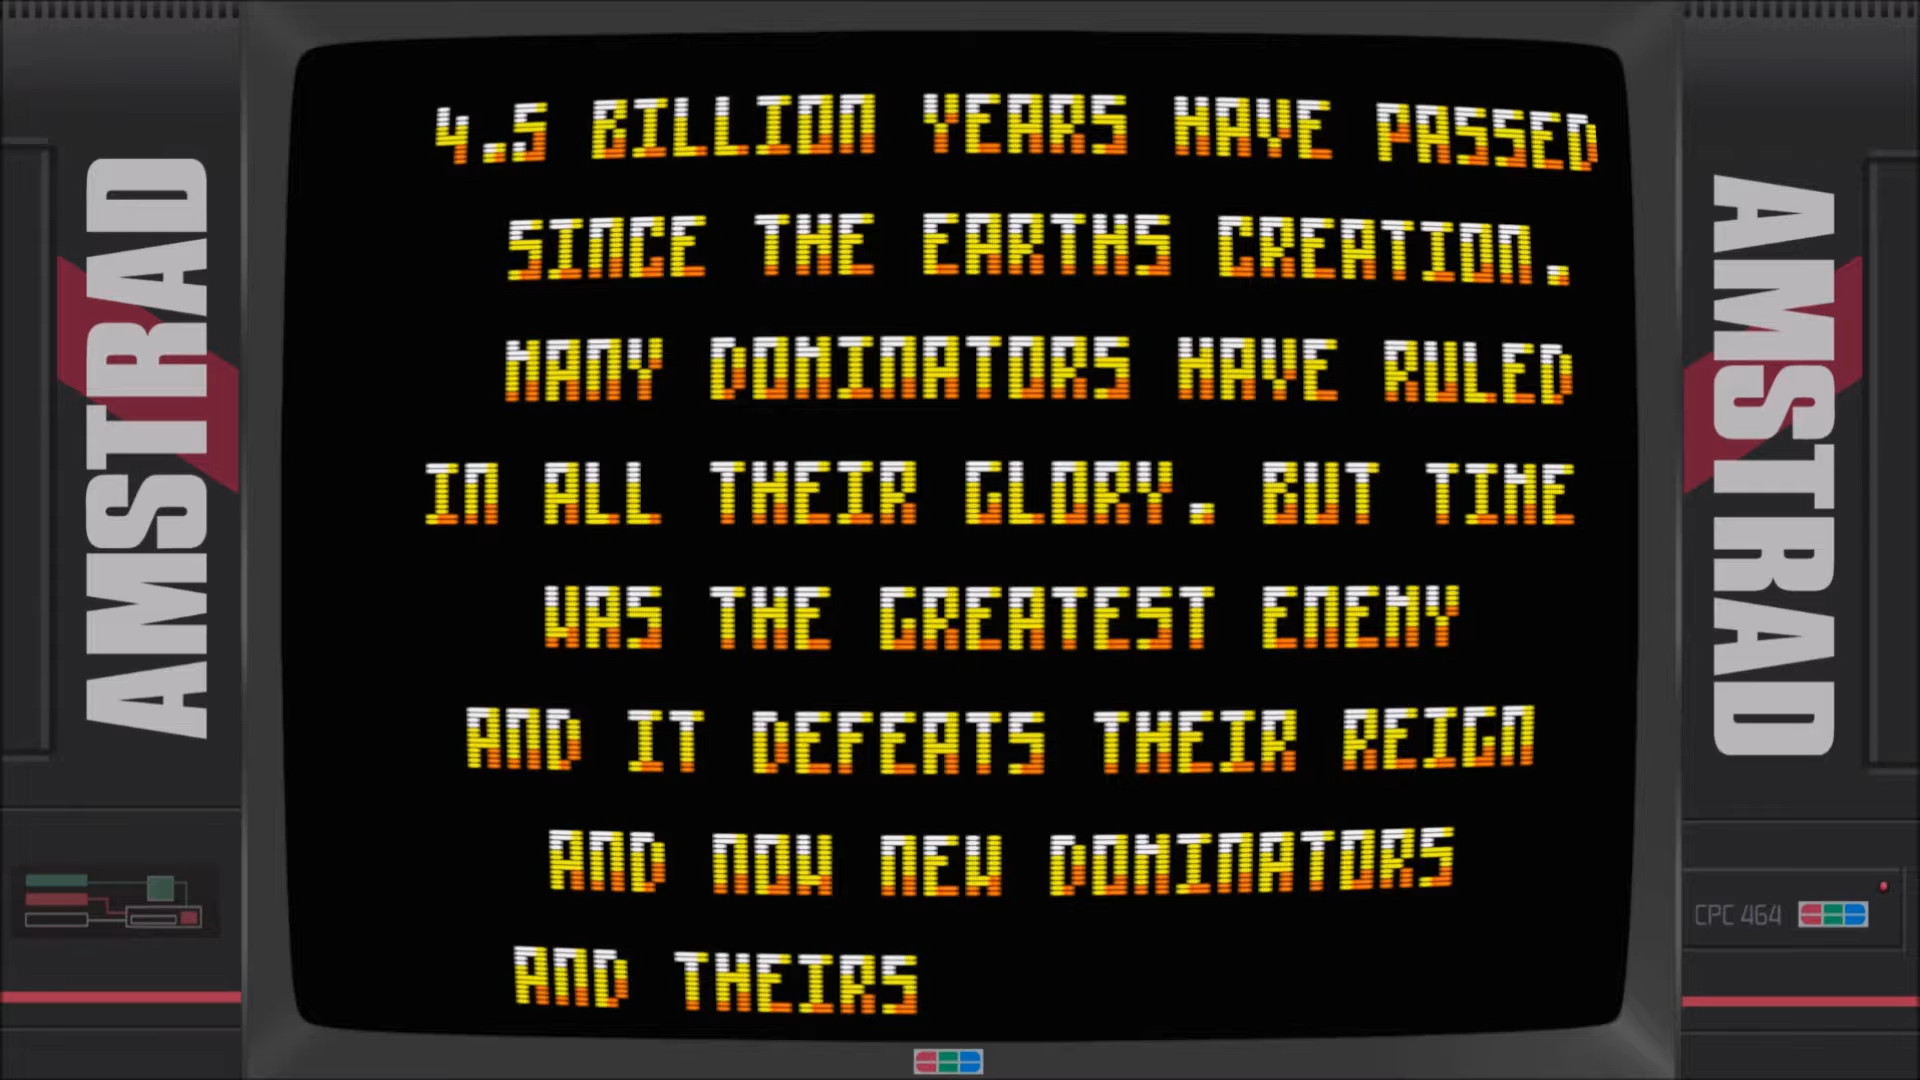 AMSTRAD
4.5 BILLION YEARS HAVE PASSED
SINCE THE EARTHS CREATION.
MANY DOMINATORS HAVE RULED
IN ALL THEIR GLORY. BUT TIME
WAS THE GREATEST ENEMY
AND IT DEFEATS THEIR REIGN
AND NOW NEW DOMINATORS
AND THEIRS
AMSTRAD
CPC 464